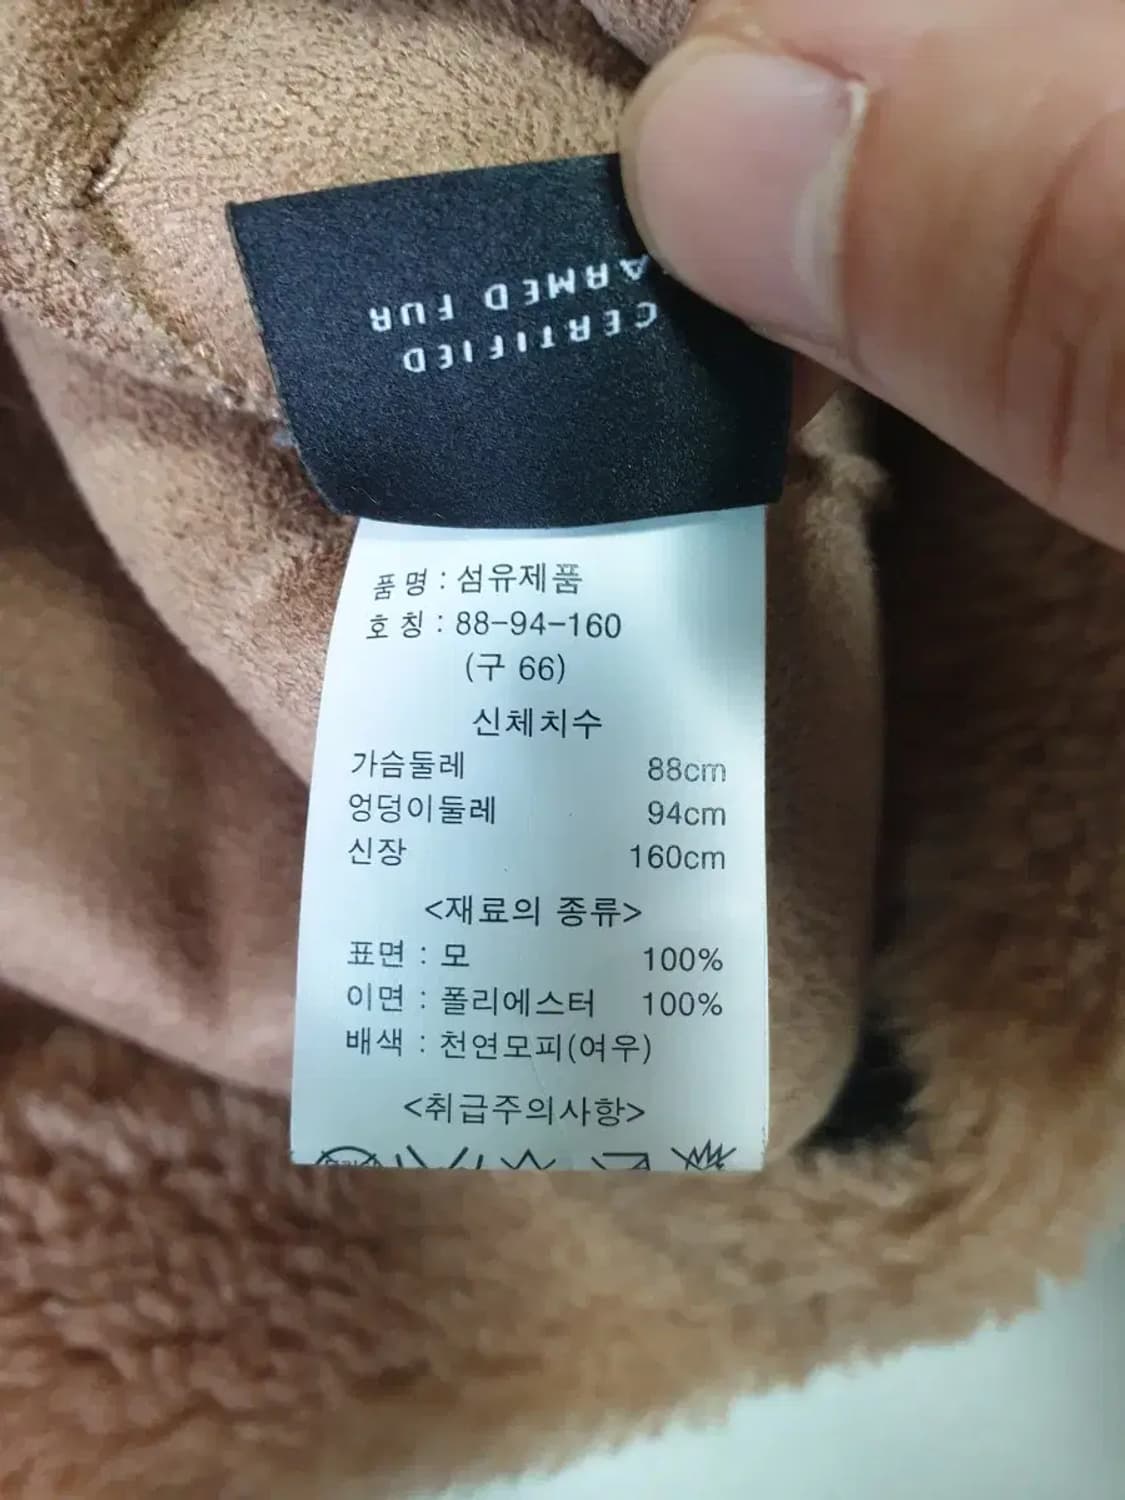 CERTIFIED
ARMED FUR
품 명 : 섬유제품
호 칭 : 88-94-160
(구 66)
신체치수
가슴둘레 88cm
엉덩이둘레 94cm
신장 160cm
<재료의 종류>
표면 : 모 100%
이면 : 폴리에스터 100%
배색 : 천연모피(여우)
<취급주의사항>